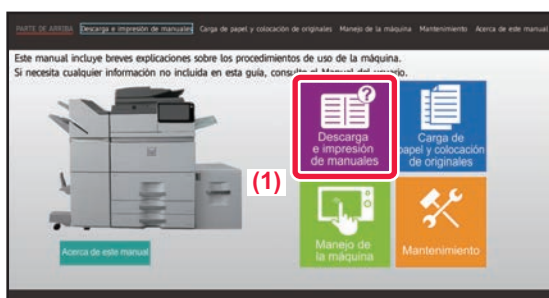 PARTE DE ARRIBA Descarga e impresión de manuales Carga de papel y colocación de originales Manejo de la máquina Mantenimiento Acerca de este manual
Este manual incluye breves explicaciones sobre los procedimientos de uso de la máquina.
Si necesita cualquier información no incluida en esta guía, consulte el Manual del usuario.
Descarga
e impresión
de manuales
Carga de
papel y colocación
de originales
(1)
Manejo de
la máquina
Mantenimiento
Acerca de este manual